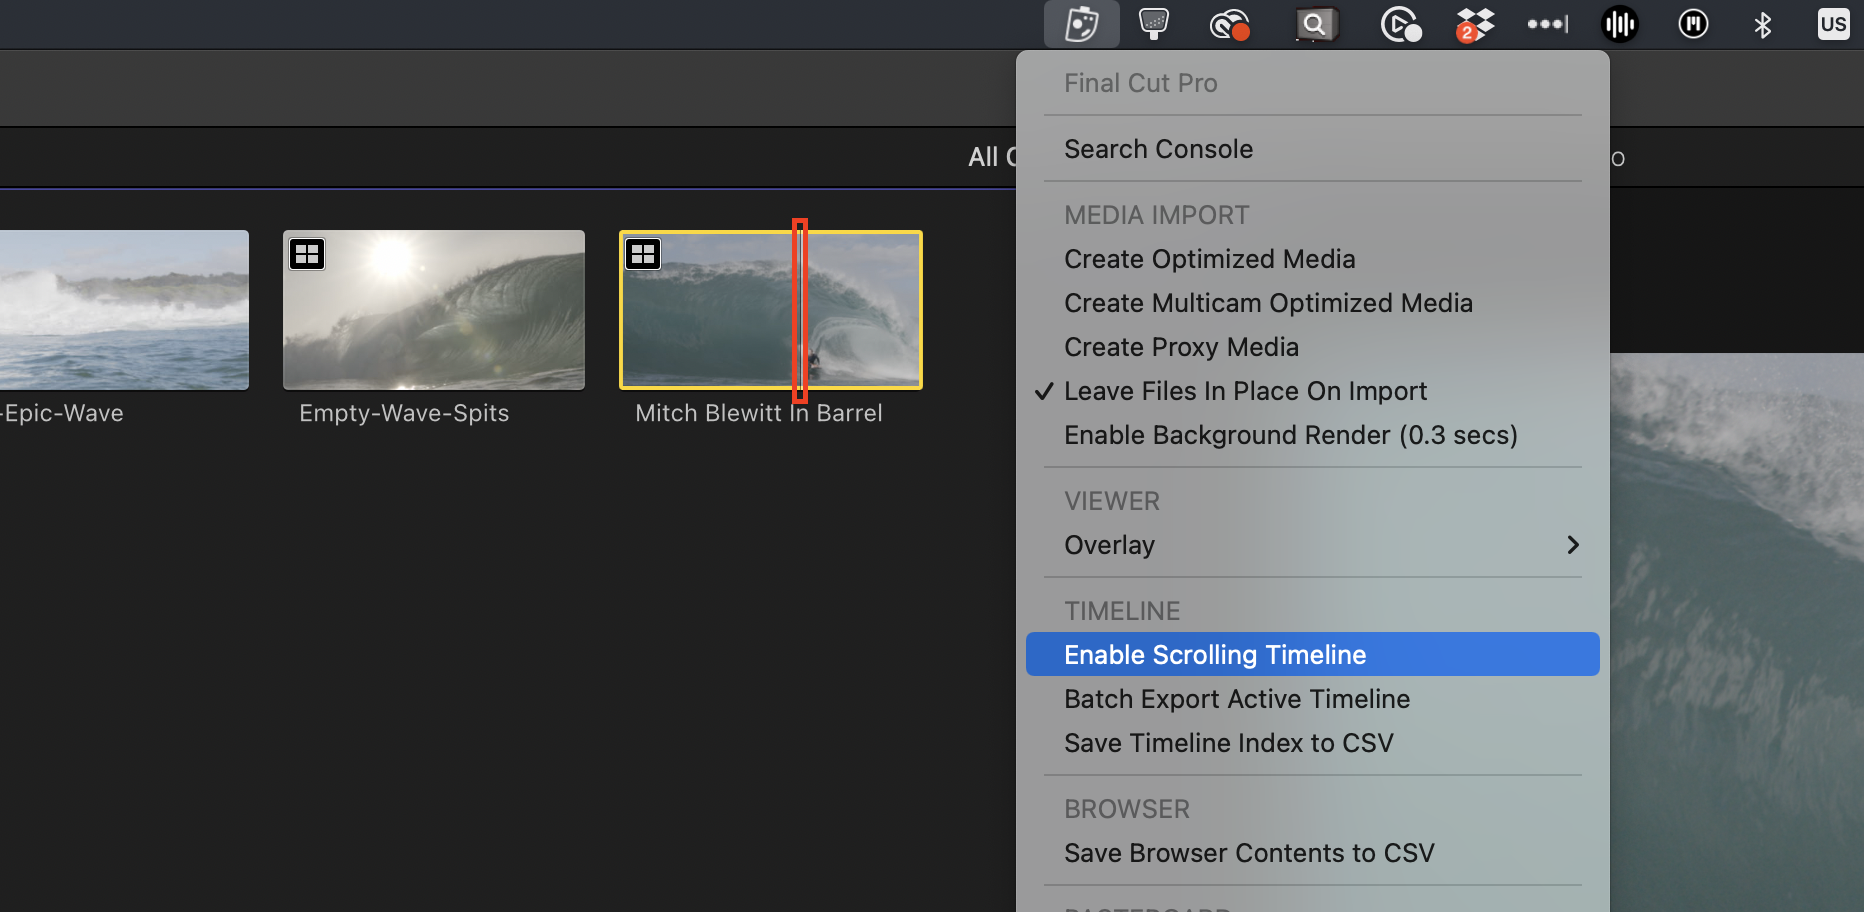 2
US
Final Cut Pro
Search Console
All
MEDIA IMPORT
Create Optimized Media
Create Multicam Optimized Media
Create Proxy Media
Leave Files In Place On Import
Enable Background Render (0.3 secs)
-Epic-Wave
Empty-Wave-Spits
Mitch Blewitt In Barrel
VIEWER
Overlay
TIMELINE
Enable Scrolling Timeline
Batch Export Active Timeline
Save Timeline Index to CSV
BROWSER
Save Browser Contents to CSV